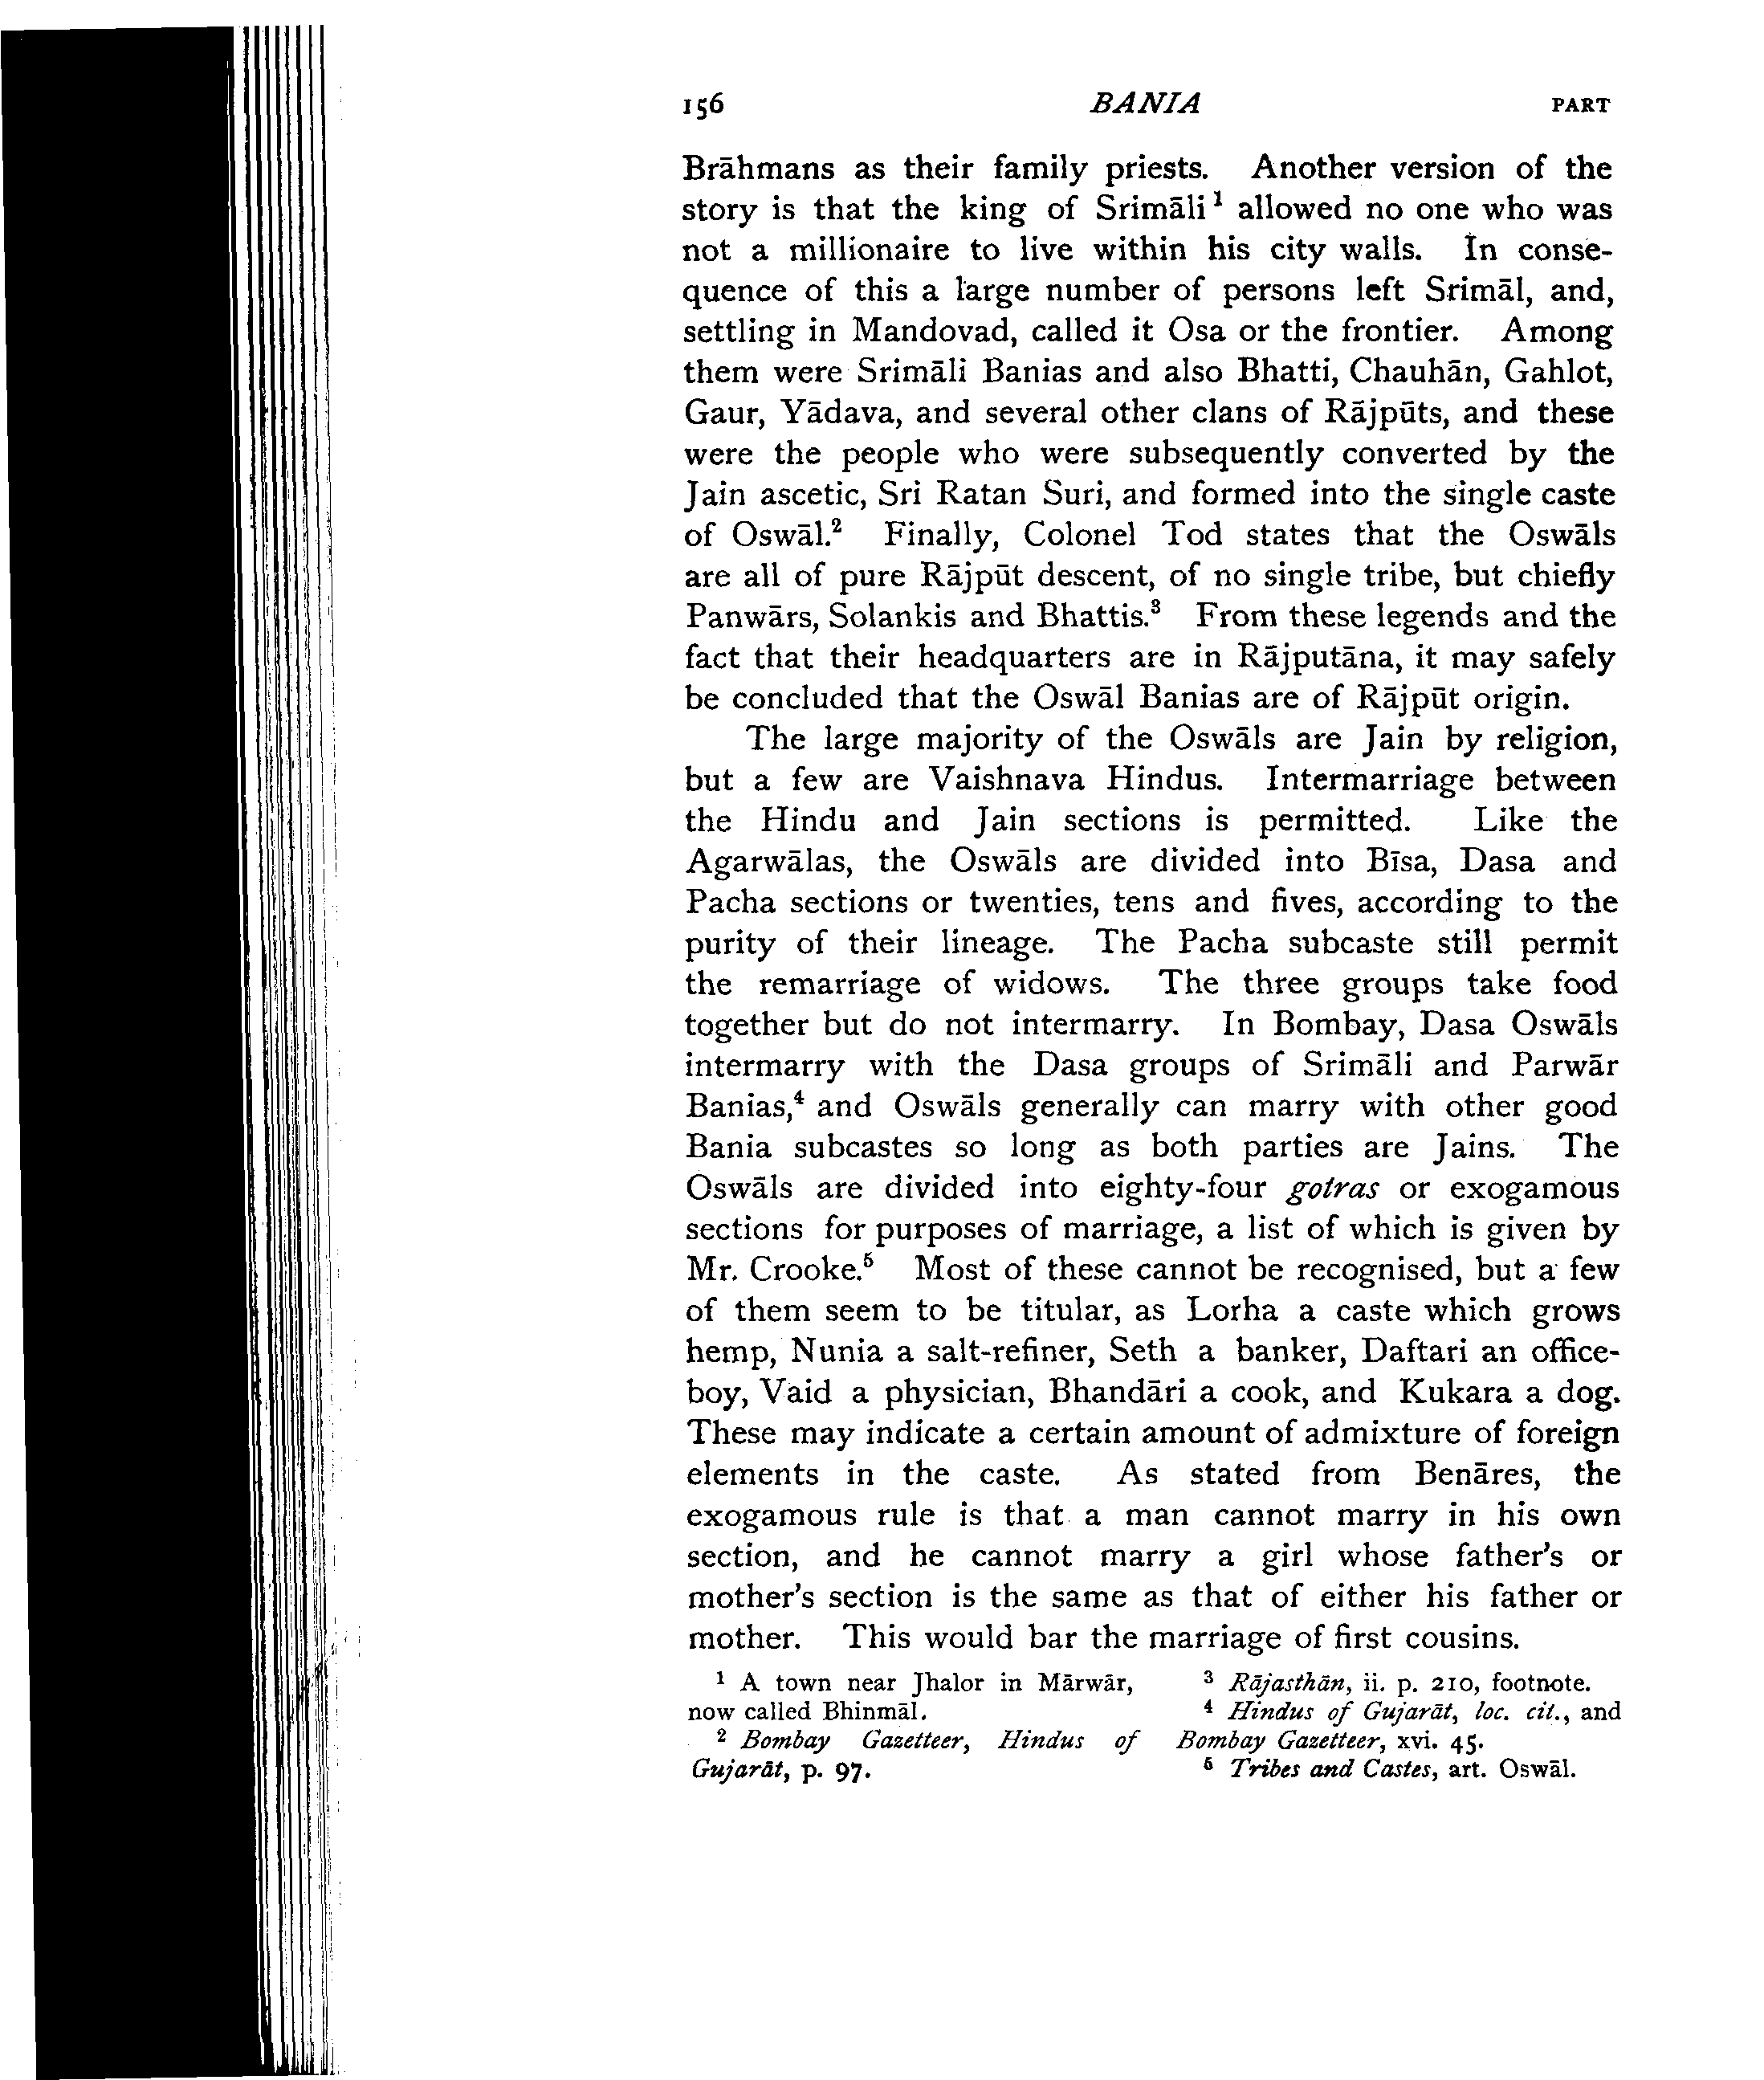 156 BANIA PART
Brāhmans as their family priests. Another version of the
story is that the king of Srimāli¹ allowed no one who was
not a millionaire to live within his city walls. In conse-
quence of this a large number of persons left Srimāl, and,
settling in Mandovad, called it Osa or the frontier. Among
them were Srimāli Banias and also Bhatti, Chauhān, Gahlot,
Gaur, Yādava, and several other clans of Rājpūts, and these
were the people who were subsequently converted by the
Jain ascetic, Sri Ratan Suri, and formed into the single caste
of Oswāl.² Finally, Colonel Tod states that the Oswāls
are all of pure Rājpūt descent, of no single tribe, but chiefly
Panwārs, Solankis and Bhattis.³ From these legends and the
fact that their headquarters are in Rājputāna, it may safely
be concluded that the Oswāl Banias are of Rājpūt origin.
The large majority of the Oswāls are Jain by religion,
but a few are Vaishnava Hindus. Intermarriage between
the Hindu and Jain sections is permitted. Like the
Agarwālas, the Oswāls are divided into Bīsa, Dasa and
Pacha sections or twenties, tens and fives, according to the
purity of their lineage. The Pacha subcaste still permit
the remarriage of widows. The three groups take food
together but do not intermarry. In Bombay, Dasa Oswāls
intermarry with the Dasa groups of Srimāli and Parwār
Banias,⁴ and Oswāls generally can marry with other good
Bania subcastes so long as both parties are Jains. The
Oswāls are divided into eighty-four gotras or exogamous
sections for purposes of marriage, a list of which is given by
Mr. Crooke.⁵ Most of these cannot be recognised, but a few
of them seem to be titular, as Lorha a caste which grows
hemp, Nunia a salt-refiner, Seth a banker, Daftari an office-
boy, Vaid a physician, Bhandāri a cook, and Kukara a dog.
These may indicate a certain amount of admixture of foreign
elements in the caste. As stated from Benāres, the
exogamous rule is that a man cannot marry in his own
section, and he cannot marry a girl whose father's or
mother's section is the same as that of either his father or
mother. This would bar the marriage of first cousins.
¹ A town near Jhalor in Mārwār,
now called Bhinmāl.
² Bombay Gazetteer, Hindus of
Gujarāt, p. 97.
³ Rājasthān, ii. p. 210, footnote.
⁴ Hindus of Gujarāt, loc. cit., and
Bombay Gazetteer, xvi. 45.
⁵ Tribes and Castes, art. Oswāl.